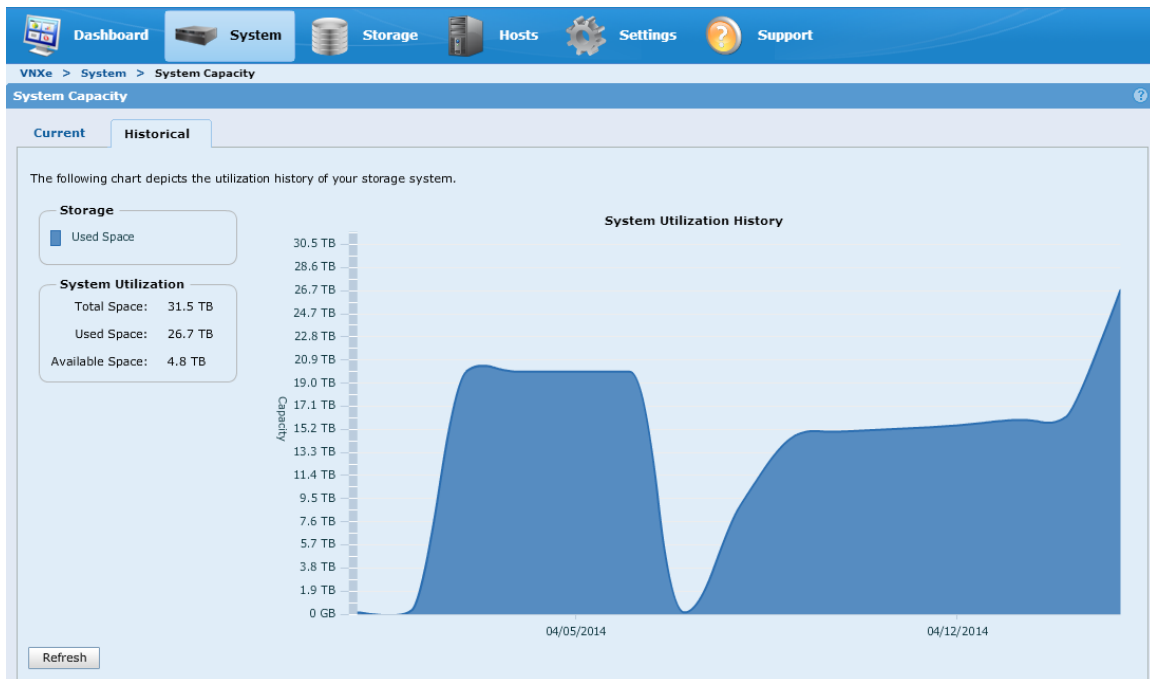 Dashboard System Storage Hosts Settings Support
VNXe > System > System Capacity
System Capacity
?
Current Historical
The following chart depicts the utilization history of your storage system.
Storage
Used Space
System Utilization
Total Space: 31.5 TB
Used Space: 26.7 TB
Available Space: 4.8 TB
System Utilization History
Capacity
30.5 TB
28.6 TB
26.7 TB
24.7 TB
22.8 TB
20.9 TB
19.0 TB
17.1 TB
15.2 TB
13.3 TB
11.4 TB
9.5 TB
7.6 TB
5.7 TB
3.8 TB
1.9 TB
0 GB
04/05/2014 04/12/2014
Refresh